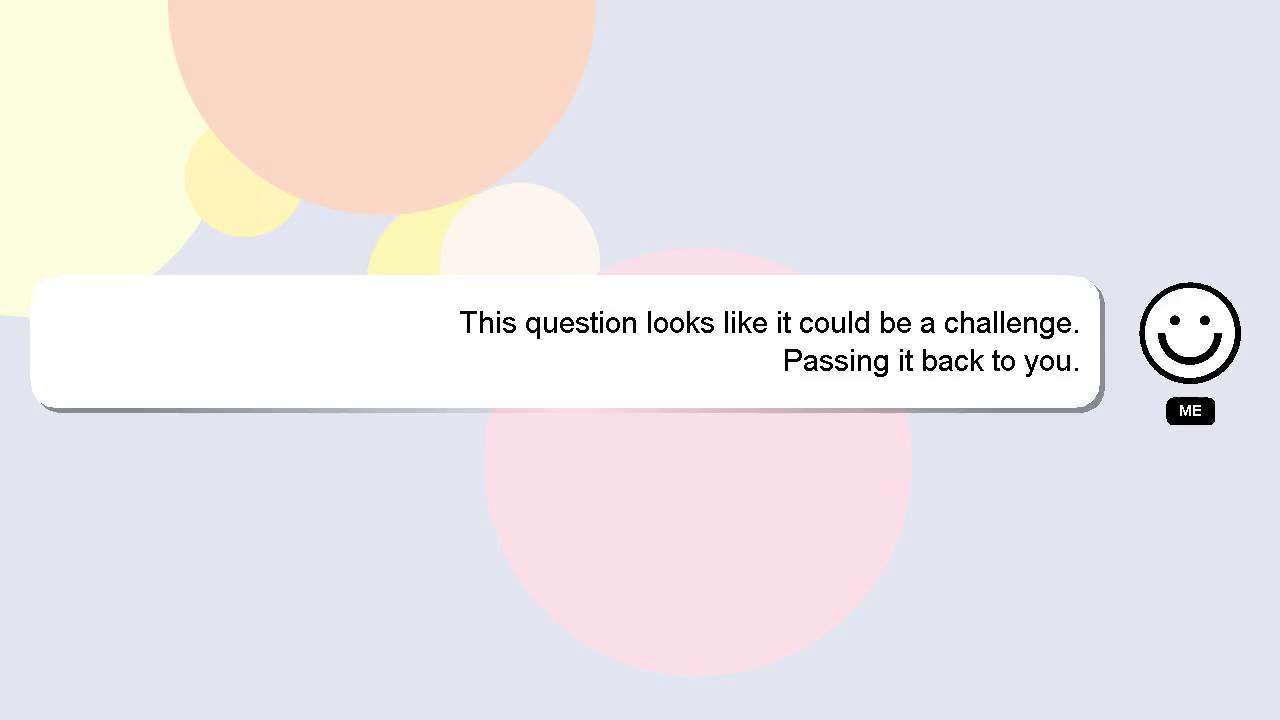 This question looks like it could be a challenge.
Passing it back to you.
ME